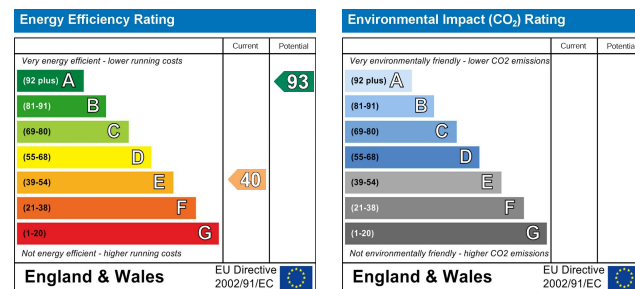 Energy Efficiency Rating
Current Potential
Very energy efficient - lower running costs
(92 plus) A
93
(81-91) B
(69-80) C
(55-68) D
(39-54) E
40
(21-38) F
(1-20) G
Not energy efficient - higher running costs
England & Wales
EU Directive
2002/91/EC
Environmental Impact (CO2) Rating
Current Potential
Very environmentally friendly - lower CO2 emissions
(92 plus) A
(81-91) B
(69-80) C
(55-68) D
(39-54) E
(21-38) F
(1-20) G
Not environmentally friendly - higher CO2 emissions
England & Wales
EU Directive
2002/91/EC